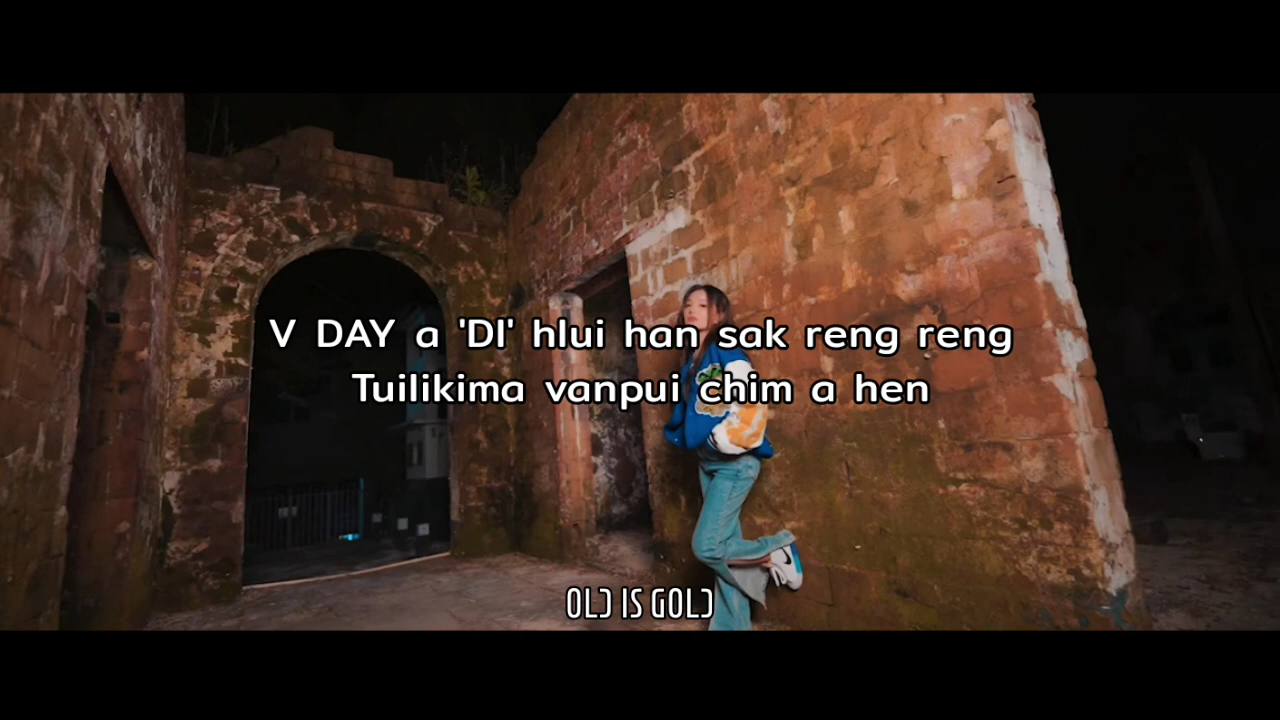 V DAY a 'DI' hlui han sak reng reng
Tuilikima vanpui chim a hen
OLD IS GOLD